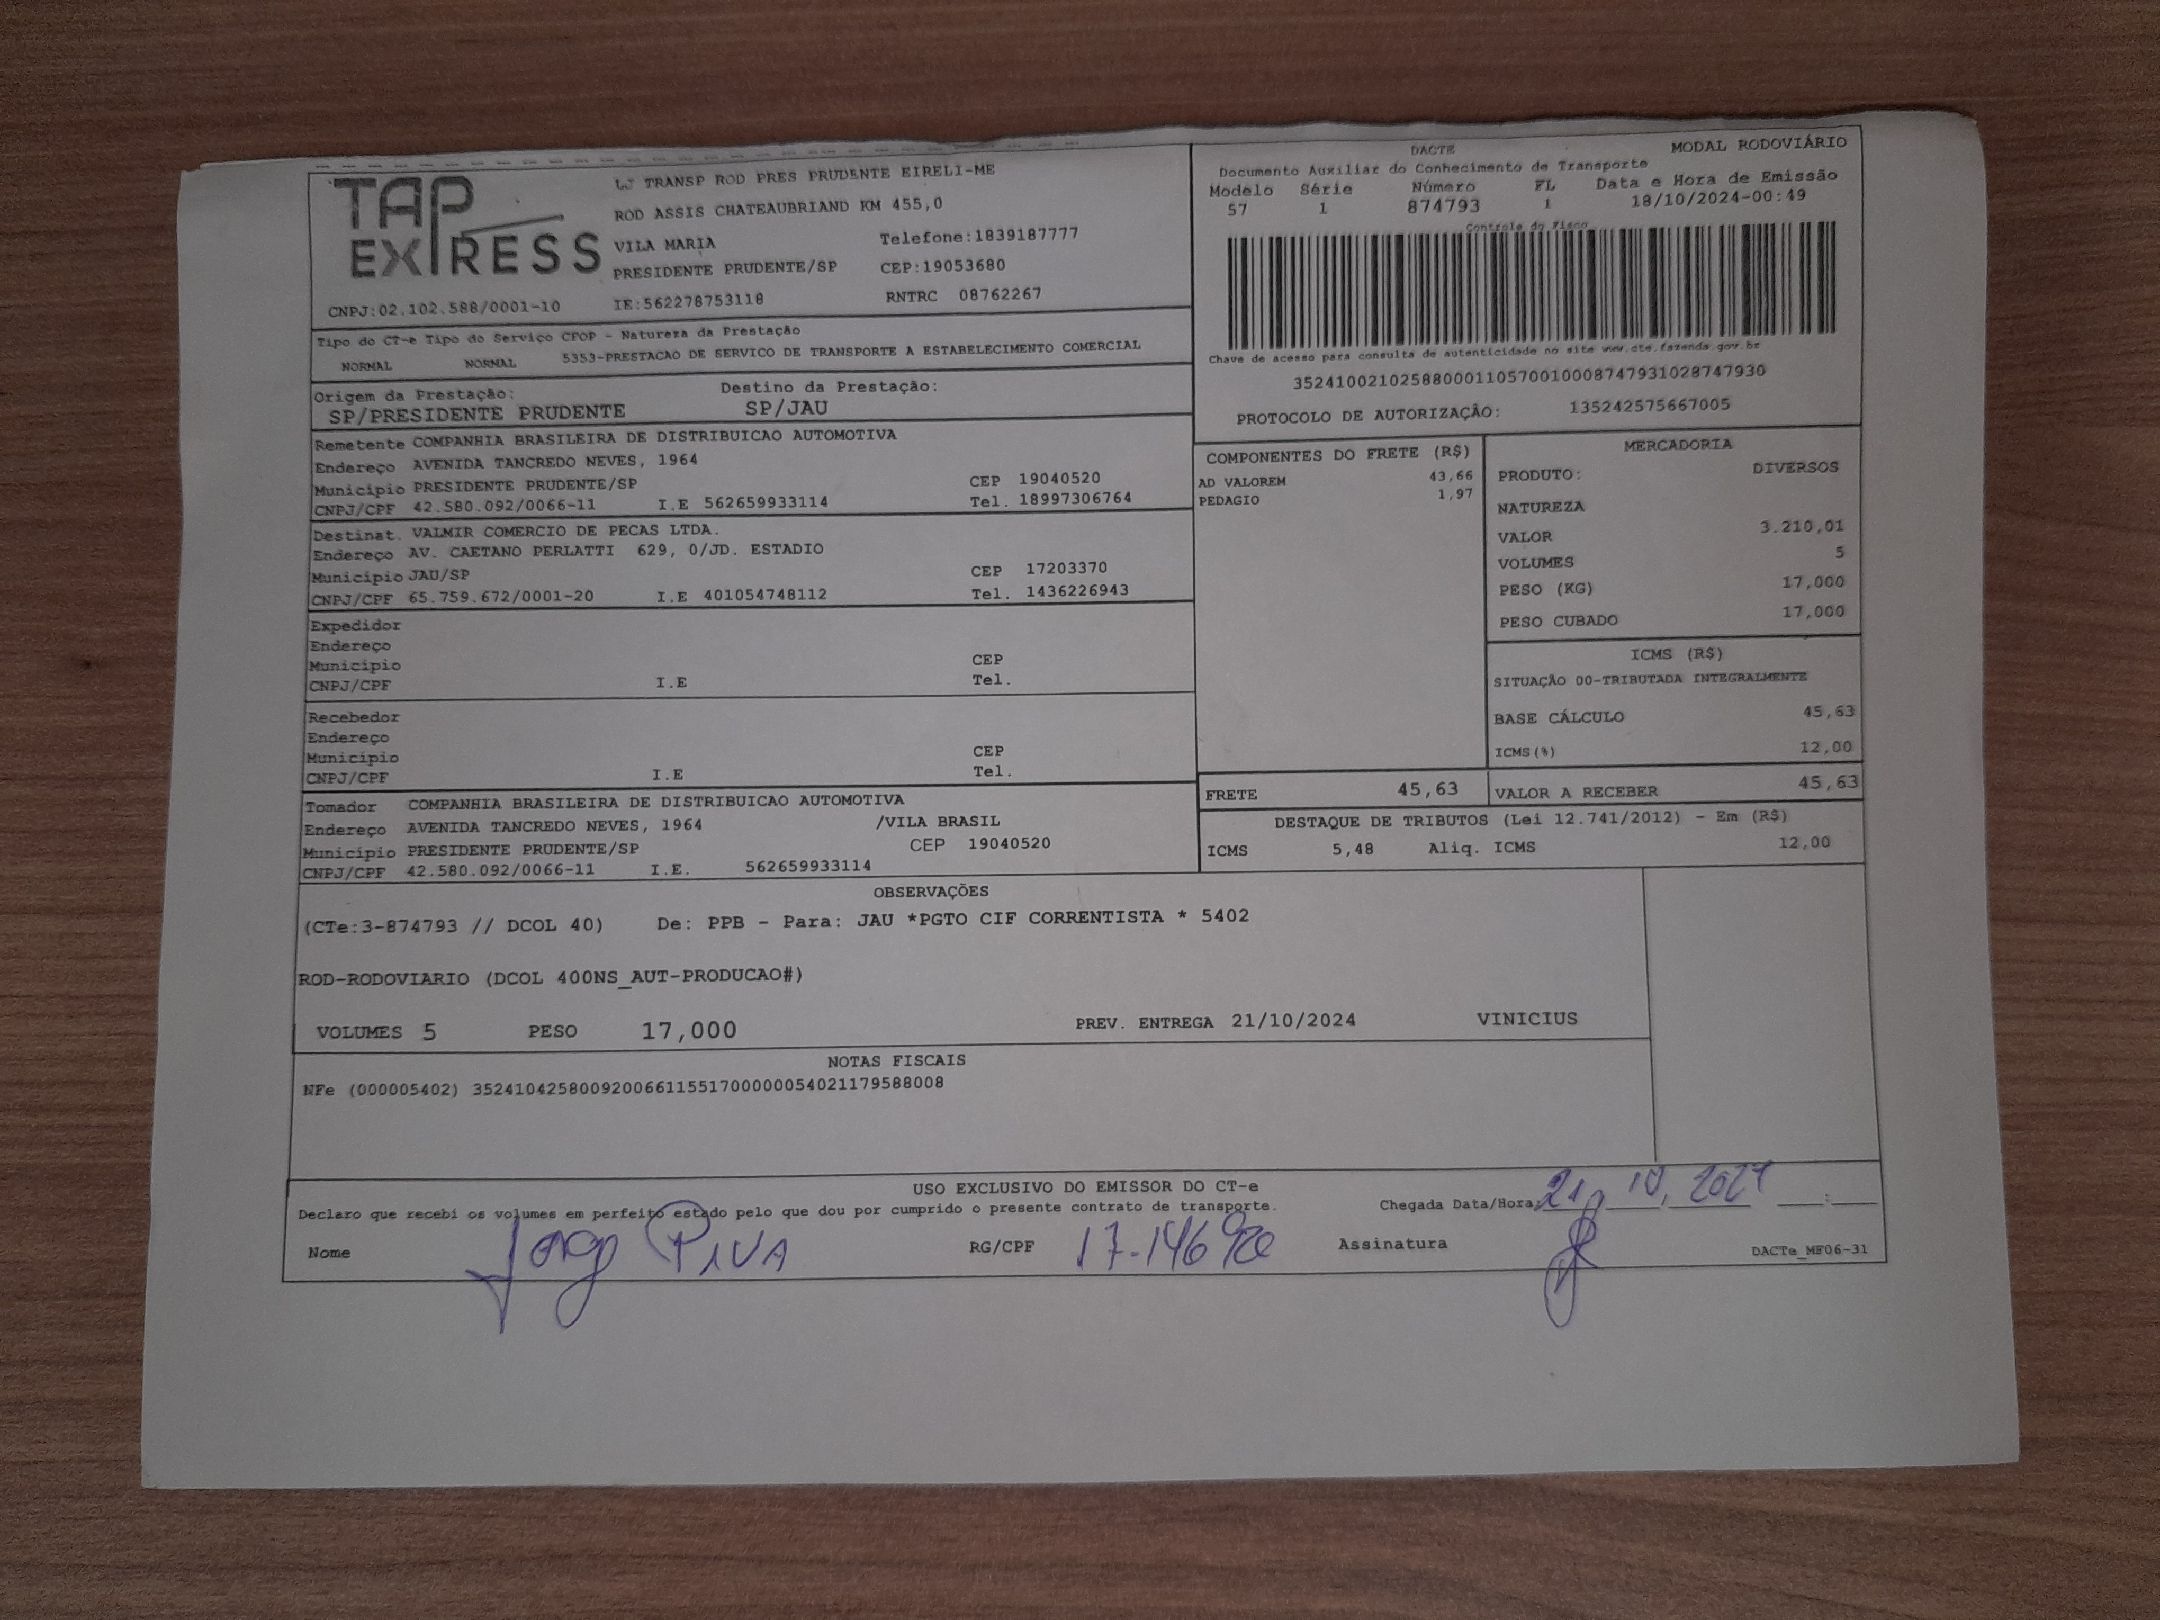 TAP EXPRESS
LJ TRANSP ROD PRES PRUDENTE EIRELI-ME
ROD ASSIS CHATEAUBRIAND KM 455,0
VILA MARIA Telefone:1839187777
PRESIDENTE PRUDENTE/SP CEP:19053680
CNPJ:02.102.588/0001-10 IE:562278753118 RNTRC 08762267
DACTE MODAL RODOVIÁRIO
Documento Auxiliar do Conhecimento de Transporte
Modelo Série Número FL Data e Hora de Emissão
57 1 874793 1 18/10/2024-00:49
Controle do Fisco
Chave de acesso para consulta de autenticidade no site www.cte.fazenda.gov.br
35241002102588000110570010008747931028747930
PROTOCOLO DE AUTORIZAÇÃO: 135242575667005
Tipo do CT-e Tipo do Serviço CFOP - Natureza da Prestação
NORMAL NORMAL 5353-PRESTACAO DE SERVICO DE TRANSPORTE A ESTABELECIMENTO COMERCIAL
Origem da Prestação: Destino da Prestação:
SP/PRESIDENTE PRUDENTE SP/JAU
Remetente COMPANHIA BRASILEIRA DE DISTRIBUICAO AUTOMOTIVA
Endereço AVENIDA TANCREDO NEVES, 1964
Município PRESIDENTE PRUDENTE/SP CEP 19040520
CNPJ/CPF 42.580.092/0066-11 I.E 562659933114 Tel. 18997306764
Destinat. VALMIR COMERCIO DE PECAS LTDA.
Endereço AV. CAETANO PERLATTI 629, 0/JD. ESTADIO
Município JAU/SP CEP 17203370
CNPJ/CPF 65.759.672/0001-20 I.E 401054748112 Tel. 1436226943
Expedidor
Endereço
Município CEP
CNPJ/CPF I.E Tel.
Recebedor
Endereço
Município CEP
CNPJ/CPF I.E Tel.
Tomador COMPANHIA BRASILEIRA DE DISTRIBUICAO AUTOMOTIVA
Endereço AVENIDA TANCREDO NEVES, 1964 /VILA BRASIL
Município PRESIDENTE PRUDENTE/SP CEP 19040520
CNPJ/CPF 42.580.092/0066-11 I.E. 562659933114
COMPONENTES DO FRETE (R$)
AD VALOREM 43,66
PEDAGIO 1,97
MERCADORIA
PRODUTO: DIVERSOS
NATUREZA
VALOR 3.210,01
VOLUMES 5
PESO (KG) 17,000
PESO CUBADO 17,000
ICMS (R$)
SITUAÇÃO 00-TRIBUTADA INTEGRALMENTE
BASE CÁLCULO 45,63
ICMS(%) 12,00
FRETE 45,63 VALOR A RECEBER 45,63
DESTAQUE DE TRIBUTOS (Lei 12.741/2012) - Em (R$)
ICMS 5,48 Aliq. ICMS 12,00
OBSERVAÇÕES
(CTe:3-874793 // DCOL 40) De: PPB - Para: JAU *PGTO CIF CORRENTISTA * 5402
ROD-RODOVIARIO (DCOL 400NS_AUT-PRODUCAO#)
VOLUMES 5 PESO 17,000 PREV. ENTREGA 21/10/2024 VINICIUS
NOTAS FISCAIS
NFe (000005402) 35241042580092006611551700000054021179588008
USO EXCLUSIVO DO EMISSOR DO CT-e
Declaro que recebi os volumes em perfeito estado pelo que dou por cumprido o presente contrato de transporte. Chegada Data/Hora: 21, 10, 2024 __:__
Nome Jorge PIVA RG/CPF 17.146 Assinatura DACTe_MF06-31